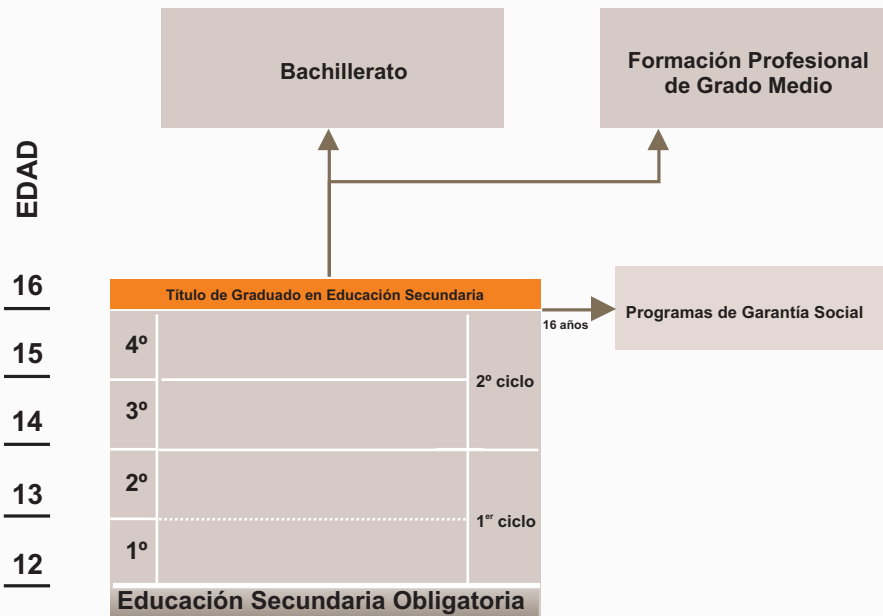 Bachillerato
Formación Profesional
de Grado Medio
EDAD
16
Título de Graduado en Educación Secundaria
16 años
Programas de Garantía Social
15
4º
2º ciclo
14
3º
13
2º
1er ciclo
12
1º
Educación Secundaria Obligatoria